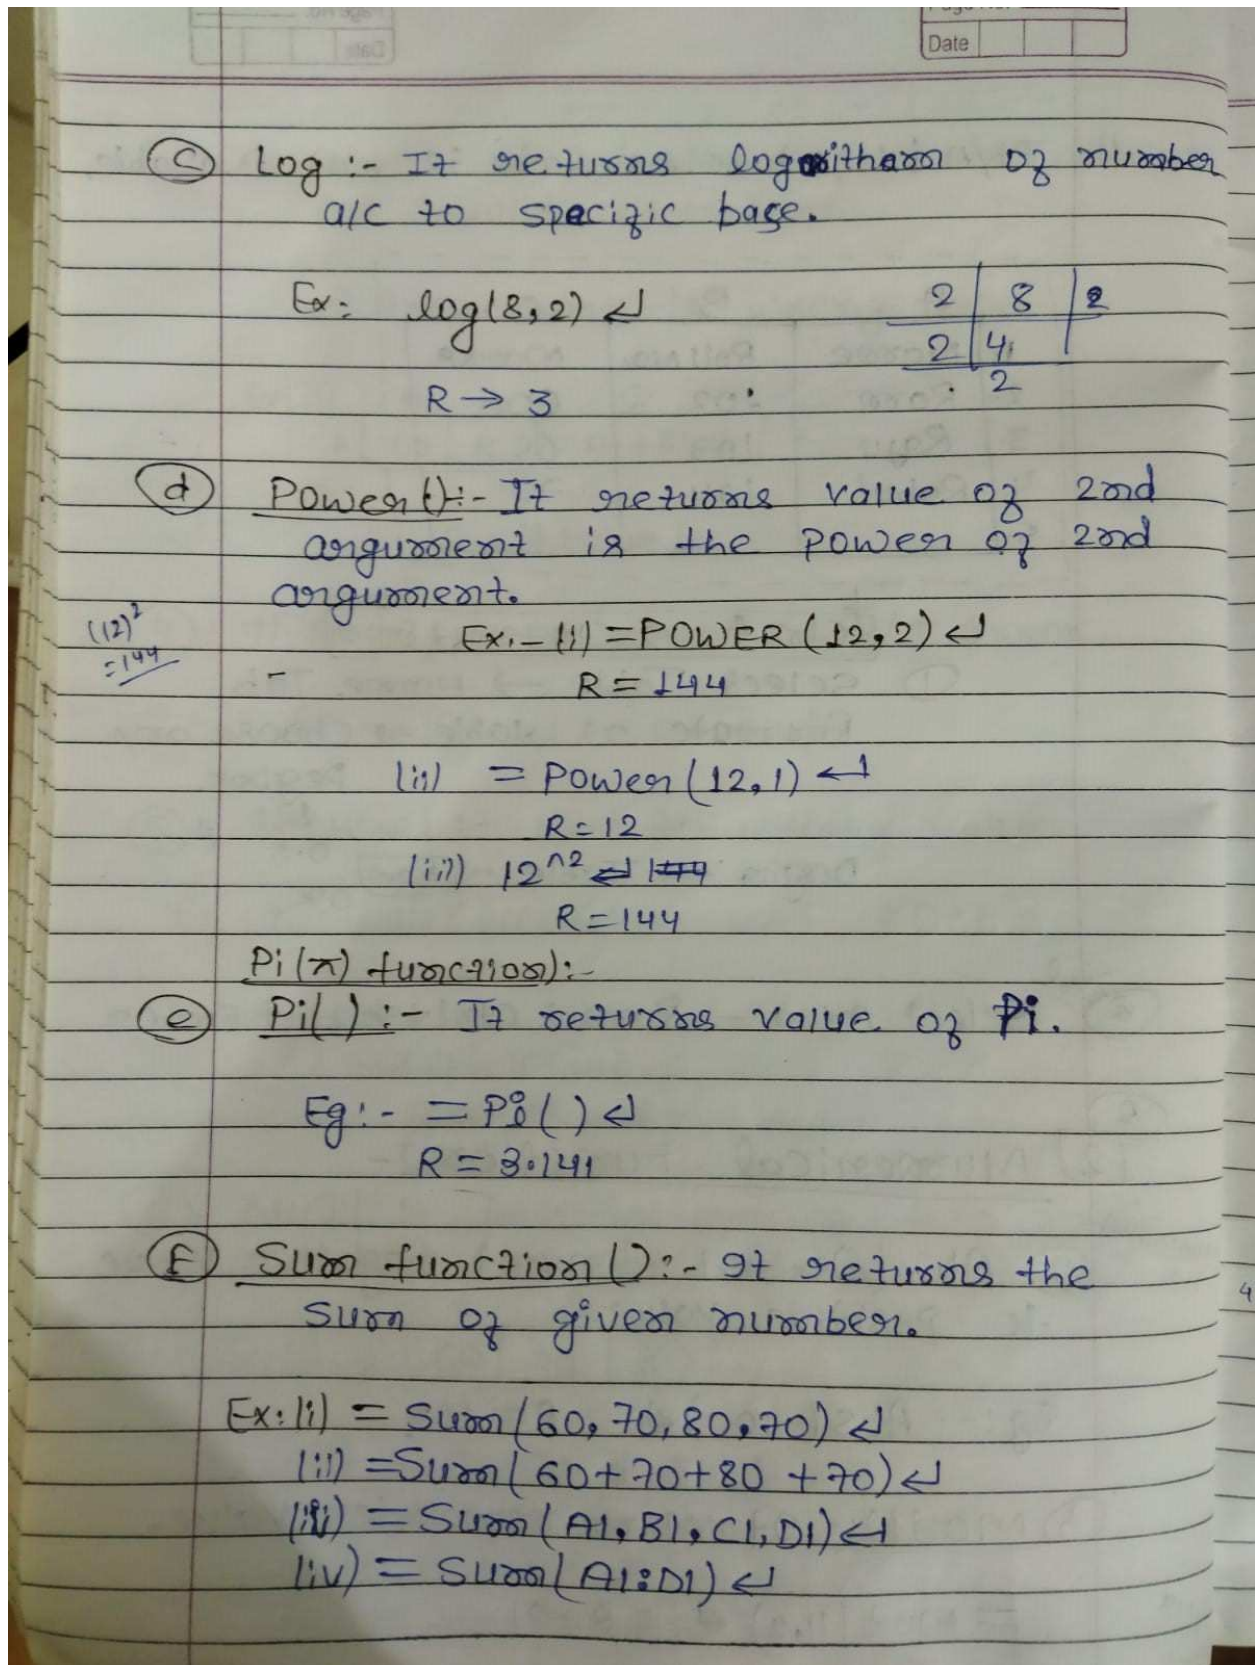 Date
(c) Log :- It returns logaritham of number
a/c to specific base.
Ex: log(8,2) ↵
2 | 8 | 2
2 | 4
2
R → 3
(d) Power():- It returns value of 2nd
argument is the power of 2nd
argument.
(12)²
=144
Ex:- (i) =POWER (12,2) ↵
R = 144
(ii) = Power (12,1) ↵
R = 12
(iii) 12^2 ↵ 144
R = 144
Pi (π) function):-
(e) Pi() :- It returns value of Pi.
Eg:- = Pi() ↵
R = 3.141
(f) Sum function():- It returns the
Sum of given number.
Ex:(i) = Sum(60,70,80,70) ↵
(ii) =Sum(60+70+80+70) ↵
(iii) = Sum(A1,B1,C1,D1) ↵
(iv) = Sum(A1:D1) ↵